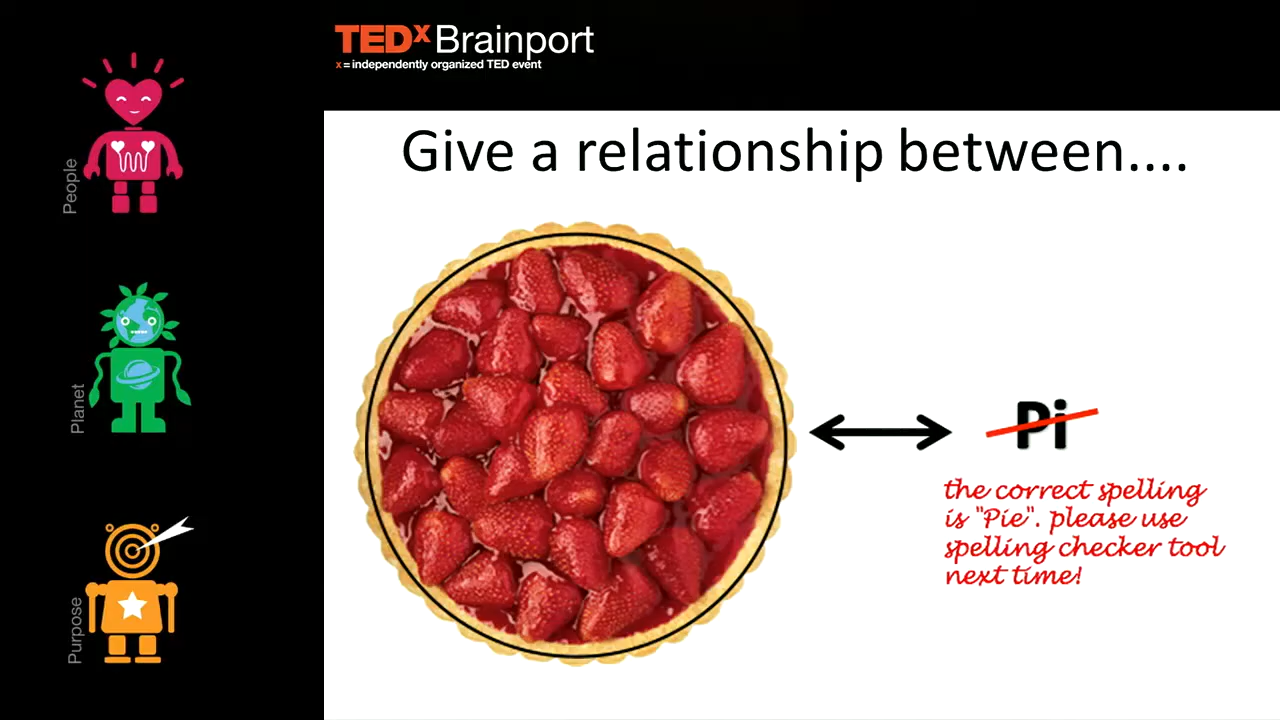 TEDx Brainport
x = independently organized TED event
People
Planet
Purpose
Give a relationship between....
Pi
the correct spelling
is "Pie". please use
spelling checker tool
next time!